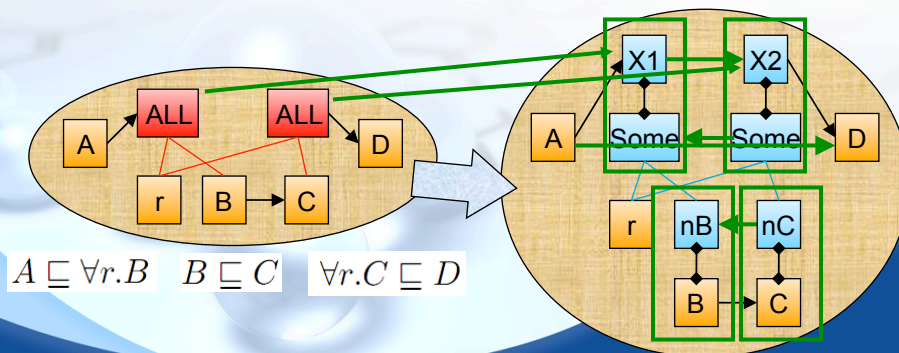 X1 X2
ALL ALL
A D A Some Some D
r B C r nB nC
A ⊑ ∀r.B B ⊑ C ∀r.C ⊑ D
B C